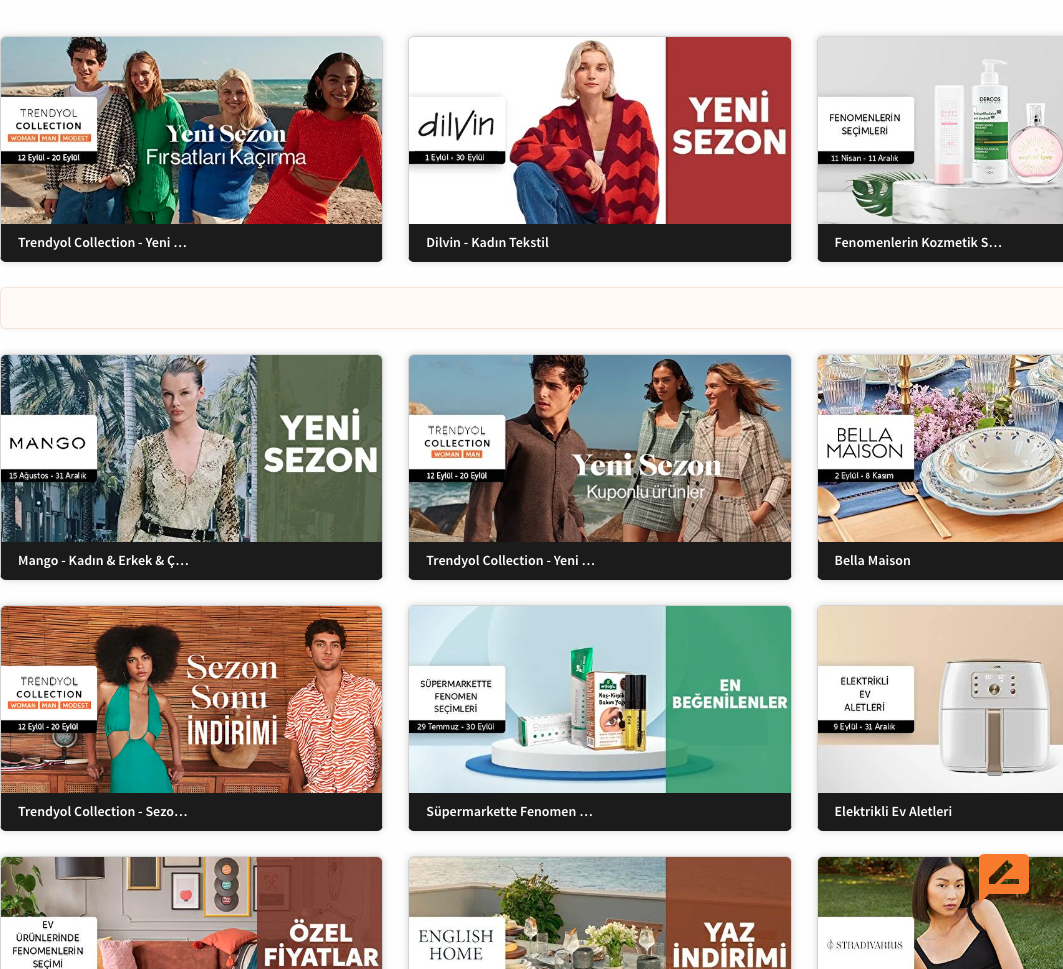 TRENDYOL
COLLECTION
WOMAN MAN MODEST
12 Eylül - 20 Eylül
Yeni Sezon
Fırsatları Kaçırma
Trendyol Collection - Yeni ...
dilvin
1 Eylül - 30 Eylül
YENİ
SEZON
Dilvin - Kadın Tekstil
FENOMENLERİN
SEÇİMLERİ
11 Nisan - 11 Aralık
DERCOS
Fenomenlerin Kozmetik S...
MANGO
15 Ağustos - 31 Aralık
YENİ
SEZON
Mango - Kadın & Erkek & Ç...
TRENDYOL
COLLECTION
WOMAN MAN
12 Eylül - 20 Eylül
Yeni Sezon
Kuponlu ürünler
Trendyol Collection - Yeni ...
BELLA
MAISON
2 Eylül - 8 Kasım
Bella Maison
TRENDYOL
COLLECTION
WOMAN MAN MODEST
12 Eylül - 20 Eylül
Sezon
Sonu
İNDİRİMİ
Trendyol Collection - Sezo...
SÜPERMARKETTE
FENOMEN
SEÇİMLERİ
29 Temmuz - 30 Eylül
Kaş-Kirpik
Bakım Yağı
EN
BEĞENİLENLER
Süpermarkette Fenomen ...
ELEKTRİKLİ
EV
ALETLERİ
9 Eylül - 31 Aralık
Elektrikli Ev Aletleri
EV
ÜRÜNLERİNDE
FENOMENLERİN
SEÇİMİ
ÖZEL
FİYATLAR
ENGLISH
HOME
YAZ
İNDİRİMİ
STRADIVARIUS